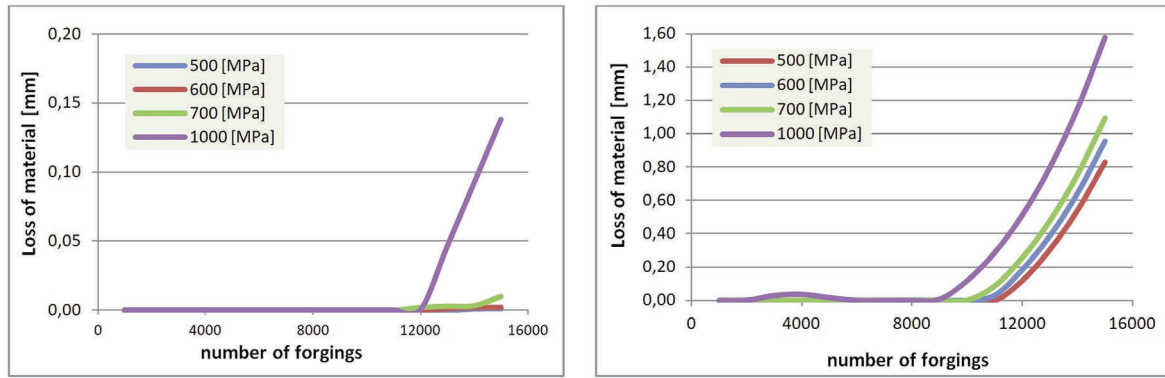 0,20
0,15
0,10
0,05
0,00
Loss of material [mm]
500 [MPa]
600 [MPa]
700 [MPa]
1000 [MPa]
0 4000 8000 12000 16000
number of forgings
1,60
1,40
1,20
1,00
0,80
0,60
0,40
0,20
0,00
Loss of material [mm]
500 [MPa]
600 [MPa]
700 [MPa]
1000 [MPa]
0 4000 8000 12000 16000
number of forgings